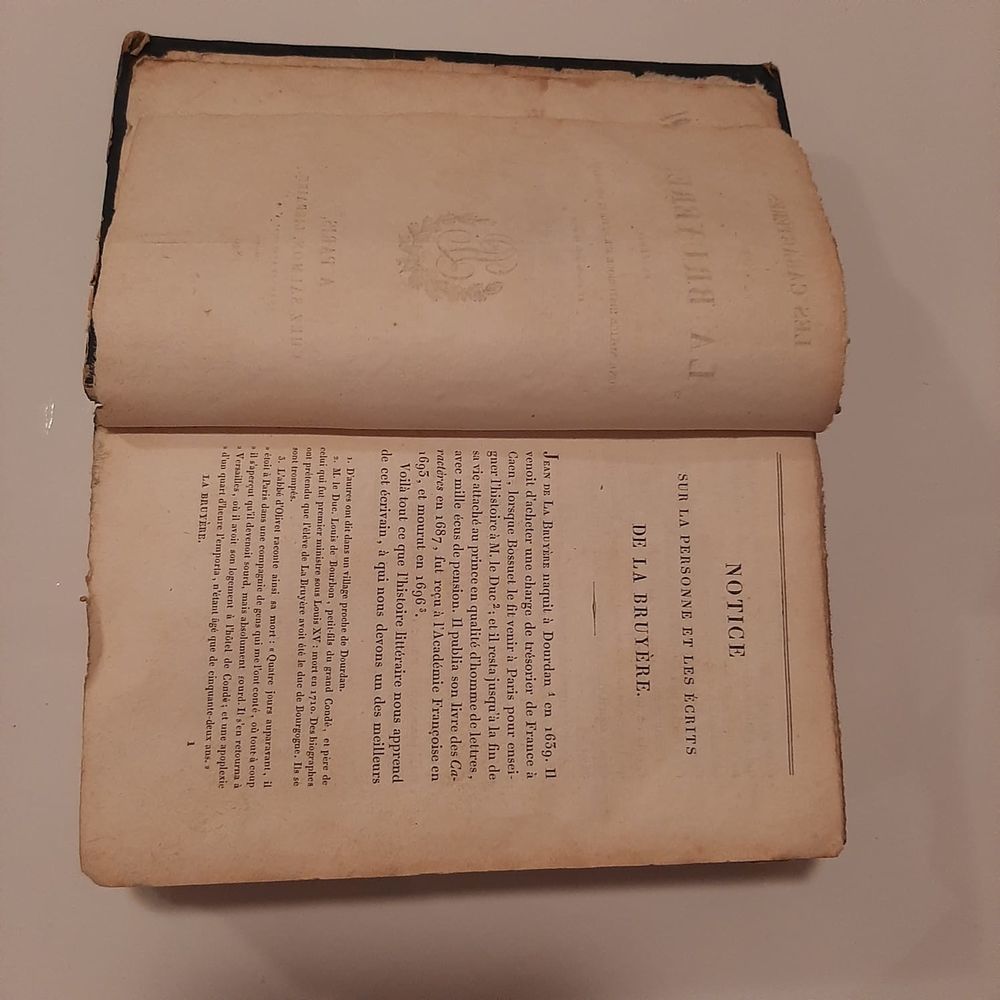 LES CARACTÈRES
LA BRUYÈRE
A PARIS,
CHEZ
NOTICE
SUR LA PERSONNE ET LES ÉCRITS
DE LA BRUYÈRE.
JEAN DE LA BRUYÈRE naquit à Dourdan ¹ en 1639. Il
venoit d'acheter une charge de trésorier de France à
Caen, lorsque Bossuet le fit venir à Paris pour ensei-
guer l'histoire à M. le Duc ²; et il resta jusqu'à la fin de
sa vie attaché au prince en qualité d'homme de lettres,
avec mille écus de pension. Il publia son livre des Ca-
ractères en 1687, fut reçu à l'Académie Françoise en
1693, et mourut en 1696 ³.
Voilà tout ce que l'histoire littéraire nous apprend
de cet écrivain, à qui nous devons un des meilleurs
1. D'autres ont dit dans un village proche de Dourdan.
2. M. le Duc. Louis de Bourbon, petit-fils du grand Condé, et père de
celui qui fut premier ministre sous Louis XV: mort en 1710. Des biographes
ont prétendu que l'élève de La Bruyère avoit été le duc de Bourgogne. Ils se
sont trompés.
3. L'abbé d'Olivet raconte ainsi sa mort: « Quatre jours auparavant, il
» étoit à Paris dans une compagnie de gens qui me l'ont conté, où tout-à-coup
» il s'aperçut qu'il devenoit sourd, mais absolument sourd. Il s'en retourna à
» Versailles, où il avoit son logement à l'hôtel de Condé; et une apoplexie
» d'un quart d'heure l'emporta, n'étant âgé que de cinquante-deux ans. »
LA BRUYÈRE.
1